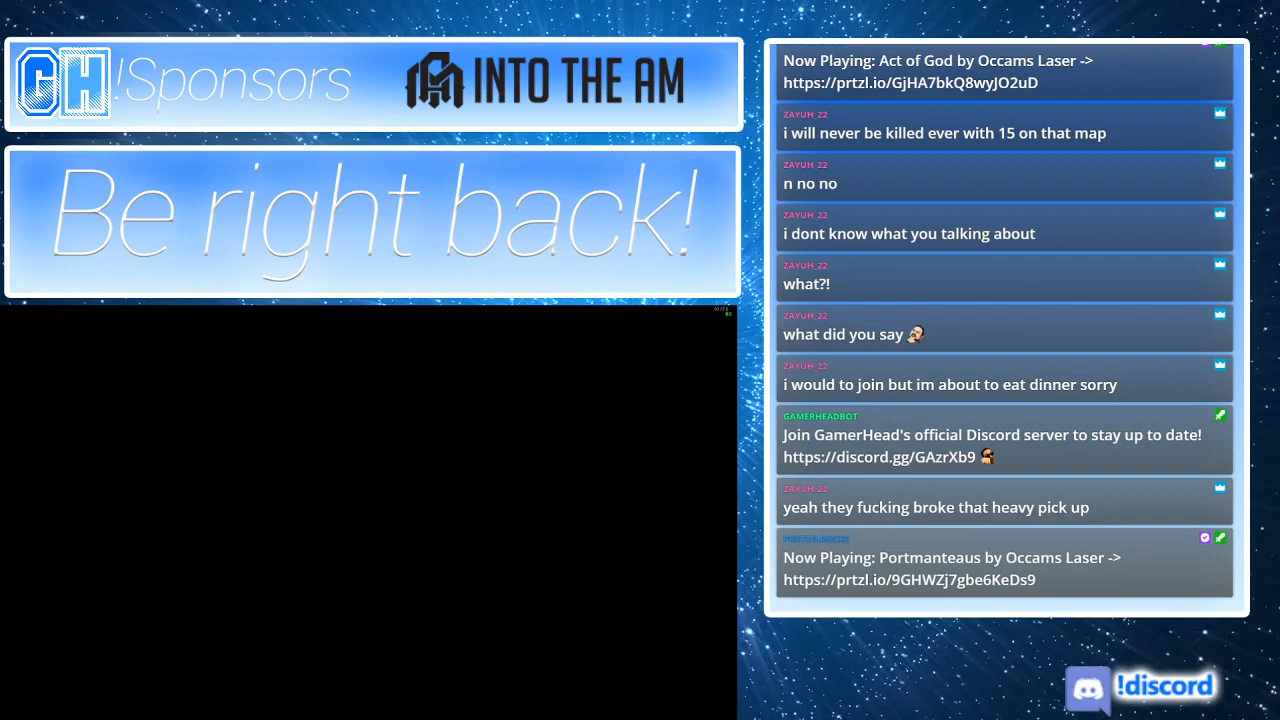 GH !Sponsors INTO THE AM
Be right back!
Now Playing: Act of God by Occams Laser ->
https://prtzl.io/GjHA7bkQ8wyJO2uD
ZAYUH_22
i will never be killed ever with 15 on that map
ZAYUH_22
n no no
ZAYUH_22
i dont know what you talking about
ZAYUH_22
what?!
ZAYUH_22
what did you say
ZAYUH_22
i would to join but im about to eat dinner sorry
GAMERHEADBOT
Join GamerHead's official Discord server to stay up to date!
https://discord.gg/GAzrXb9
ZAYUH_22
yeah they fucking broke that heavy pick up
PRETZELROCKS
Now Playing: Portmanteaus by Occams Laser ->
https://prtzl.io/9GHWZj7gbe6KeDs9
!discord